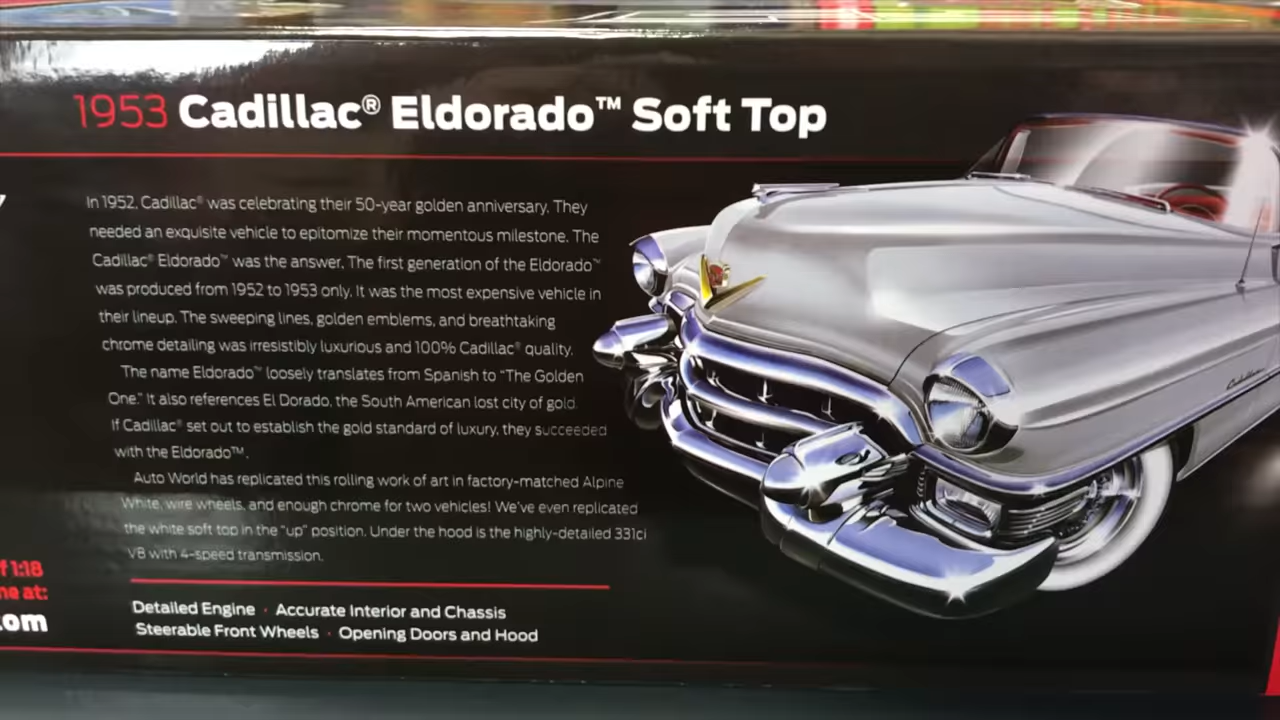 1953 Cadillac® Eldorado™ Soft Top
In 1952, Cadillac® was celebrating their 50-year golden anniversary. They
needed an exquisite vehicle to epitomize their momentous milestone. The
Cadillac® Eldorado™ was the answer. The first generation of the Eldorado™
was produced from 1952 to 1953 only. It was the most expensive vehicle in
their lineup. The sweeping lines, golden emblems, and breathtaking
chrome detailing was irresistibly luxurious and 100% Cadillac® quality.
The name Eldorado™ loosely translates from Spanish to “The Golden
One.” It also references El Dorado, the South American lost city of gold.
If Cadillac® set out to establish the gold standard of luxury, they succeeded
with the Eldorado™.
Auto World has replicated this rolling work of art in factory-matched Alpine
White, wire wheels, and enough chrome for two vehicles! We’ve even replicated
the white soft top in the “up” position. Under the hood is the highly-detailed 331ci
V8 with 4-speed transmission.
f 1:18
ne at:
.om
Detailed Engine · Accurate Interior and Chassis
Steerable Front Wheels · Opening Doors and Hood
Cadillac